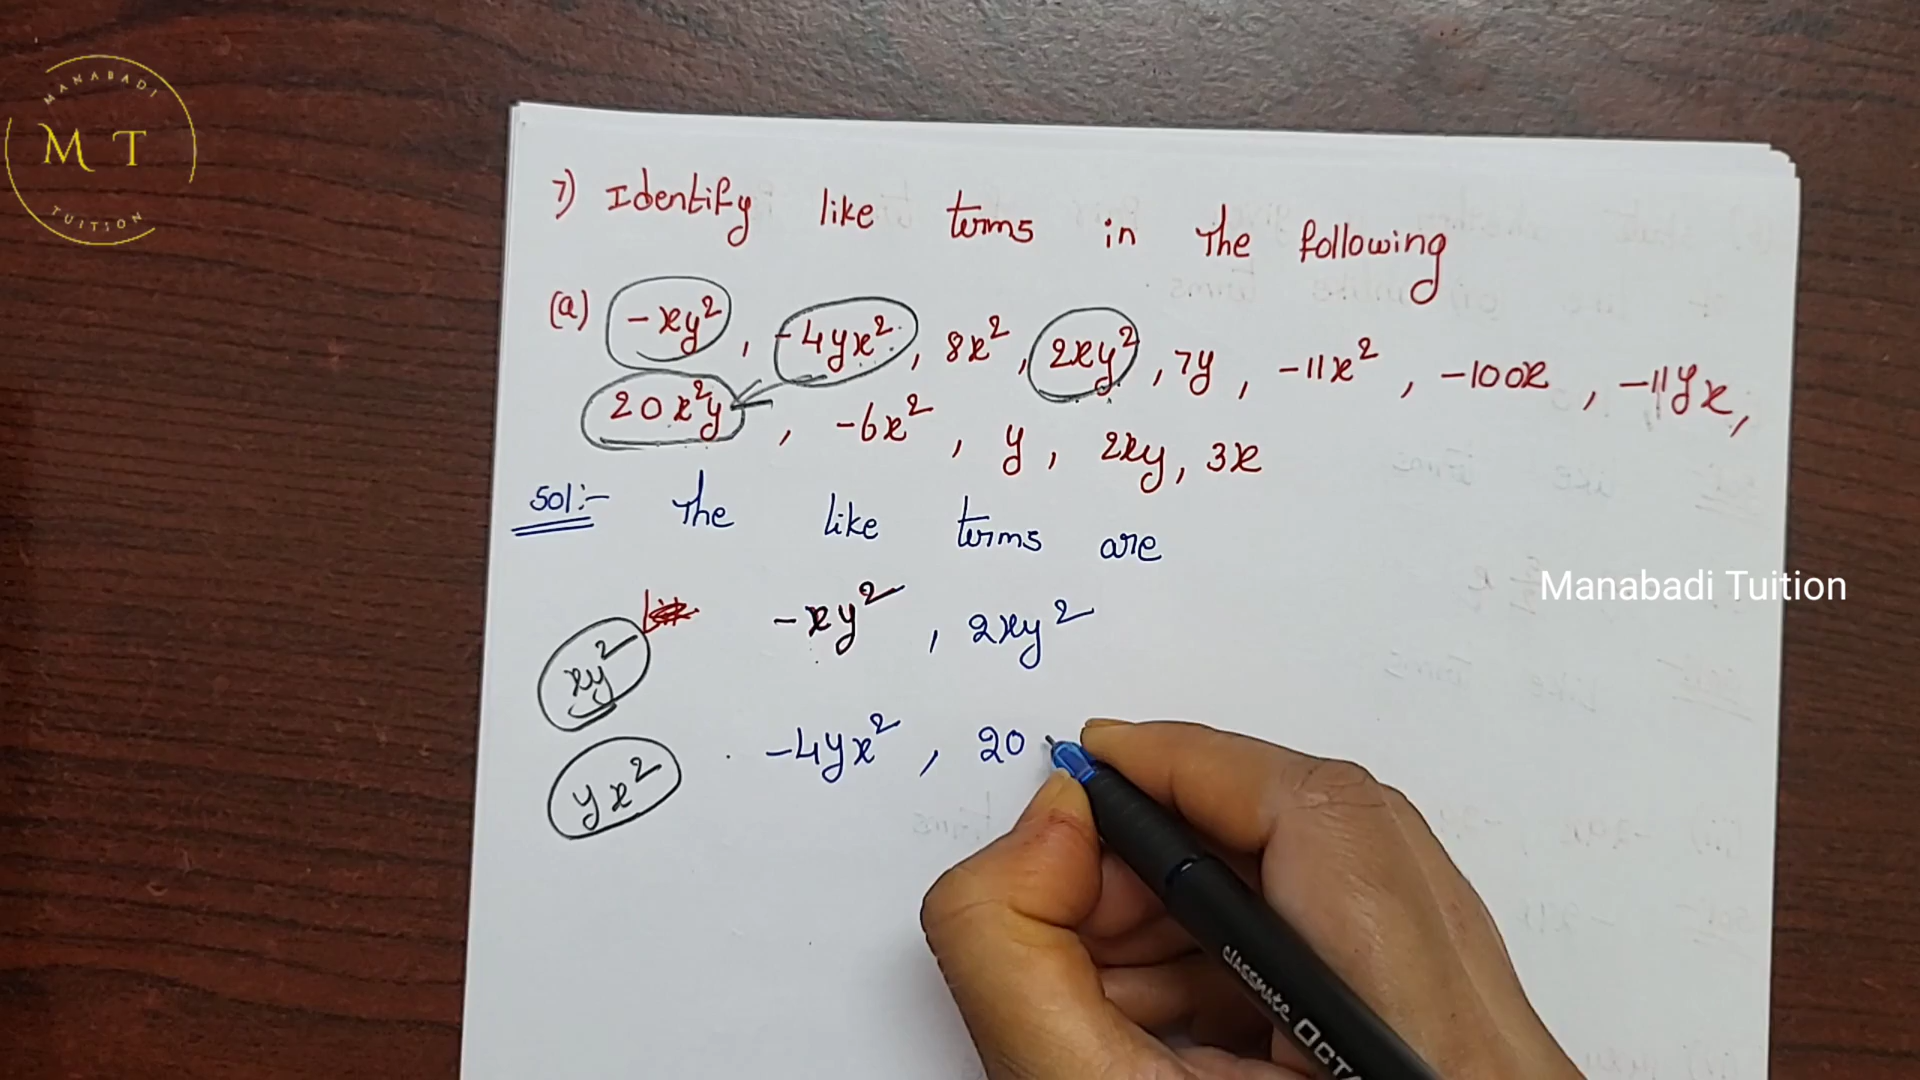 MANABADI
M T
TUITION
7) Identify like terms in the following
(a) -xy², -4yx², 8x², 2xy², 7y, -11x², -100x, -11yx,
20x²y, -6x², y, 2xy, 3x
Sol:- The like terms are
xy² -xy², 2xy²
yx² -4yx², 20
Manabadi Tuition
classmate OCTA